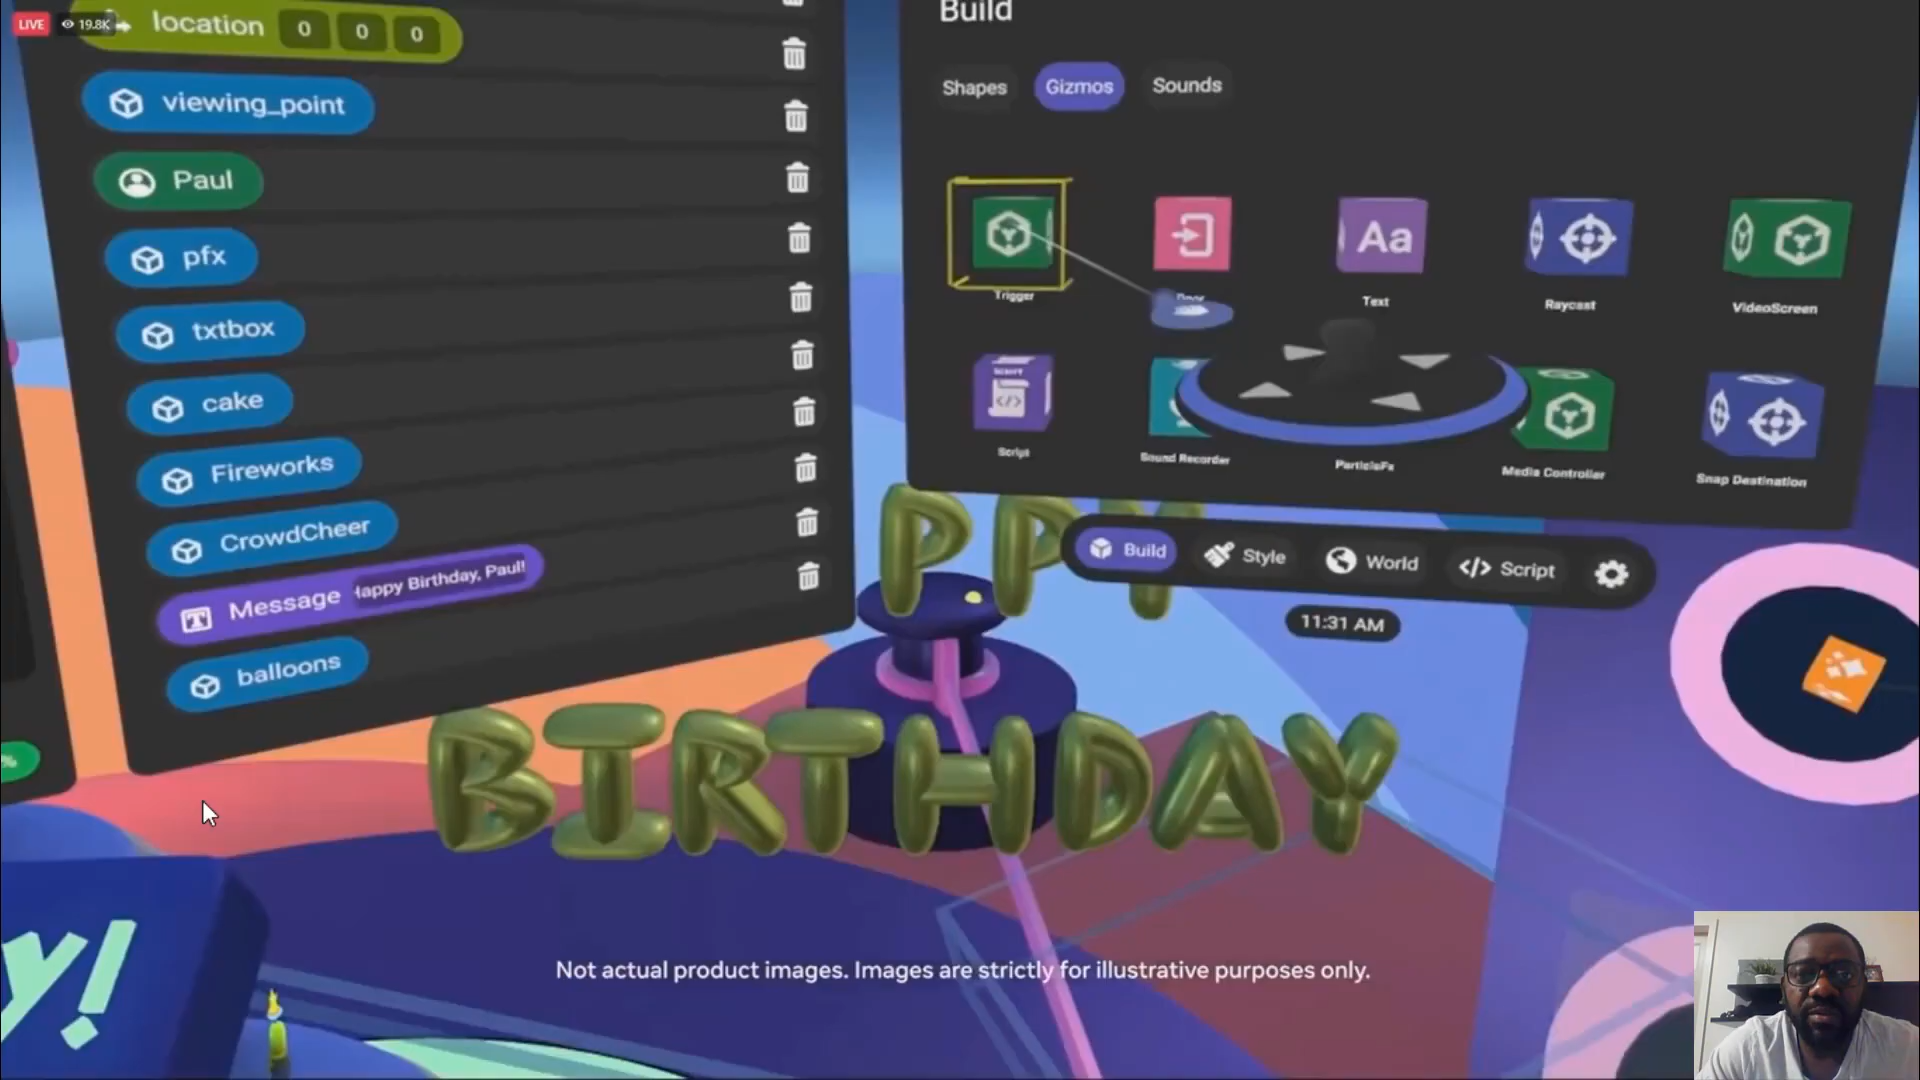 LIVE 19.8K
location 0 0 0
viewing_point
Paul
pfx
txtbox
cake
Fireworks
CrowdCheer
Message Happy Birthday, Paul!
balloons
%
Build
Shapes Gizmos Sounds
Trigger Door Text Raycast VideoScreen
Aa
Script Sound Recorder ParticleFx Media Controller Snap Destination
Build Style World </> Script
11:31 AM
PPY
BIRTHDAY
y!
Not actual product images. Images are strictly for illustrative purposes only.